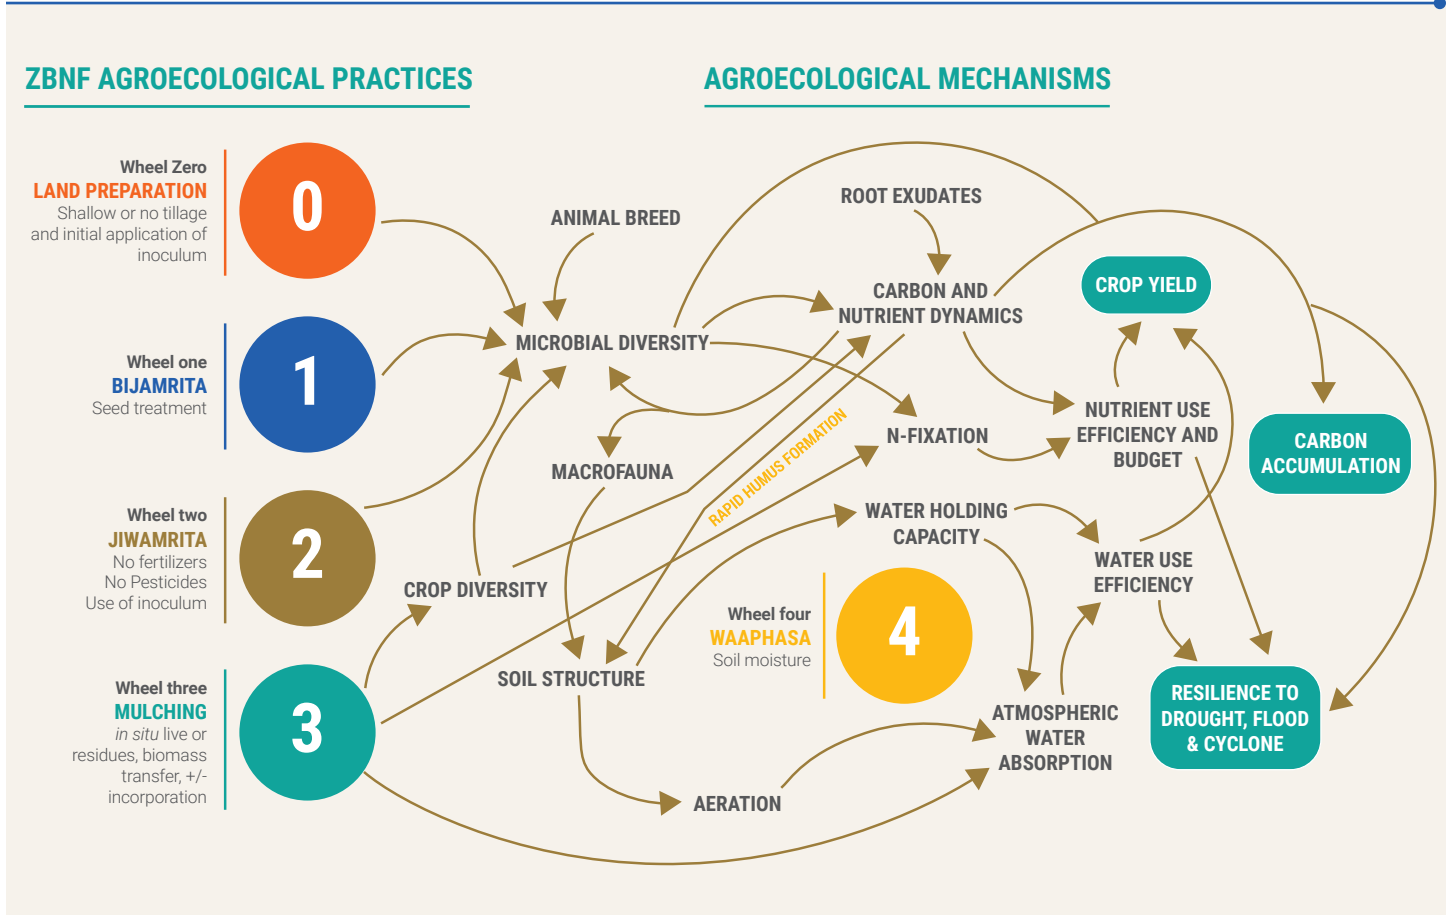 ZBNF AGROECOLOGICAL PRACTICES
AGROECOLOGICAL MECHANISMS
Wheel Zero
LAND PREPARATION
Shallow or no tillage
and initial application of
inoculum
0
Wheel one
BIJAMRITA
Seed treatment
1
Wheel two
JIWAMRITA
No fertilizers
No Pesticides
Use of inoculum
2
Wheel three
MULCHING
in situ live or
residues, biomass
transfer, +/-
incorporation
3
ANIMAL BREED
ROOT EXUDATES
MICROBIAL DIVERSITY
CARBON AND
NUTRIENT DYNAMICS
CROP YIELD
MACROFAUNA
N-FIXATION
NUTRIENT USE
EFFICIENCY AND
BUDGET
CARBON
ACCUMULATION
RAPID HUMUS FORMATION
CROP DIVERSITY
WATER HOLDING
CAPACITY
WATER USE
EFFICIENCY
Wheel four
WAAPHASA
Soil moisture
4
SOIL STRUCTURE
ATMOSPHERIC
WATER
ABSORPTION
RESILIENCE TO
DROUGHT, FLOOD
& CYCLONE
AERATION